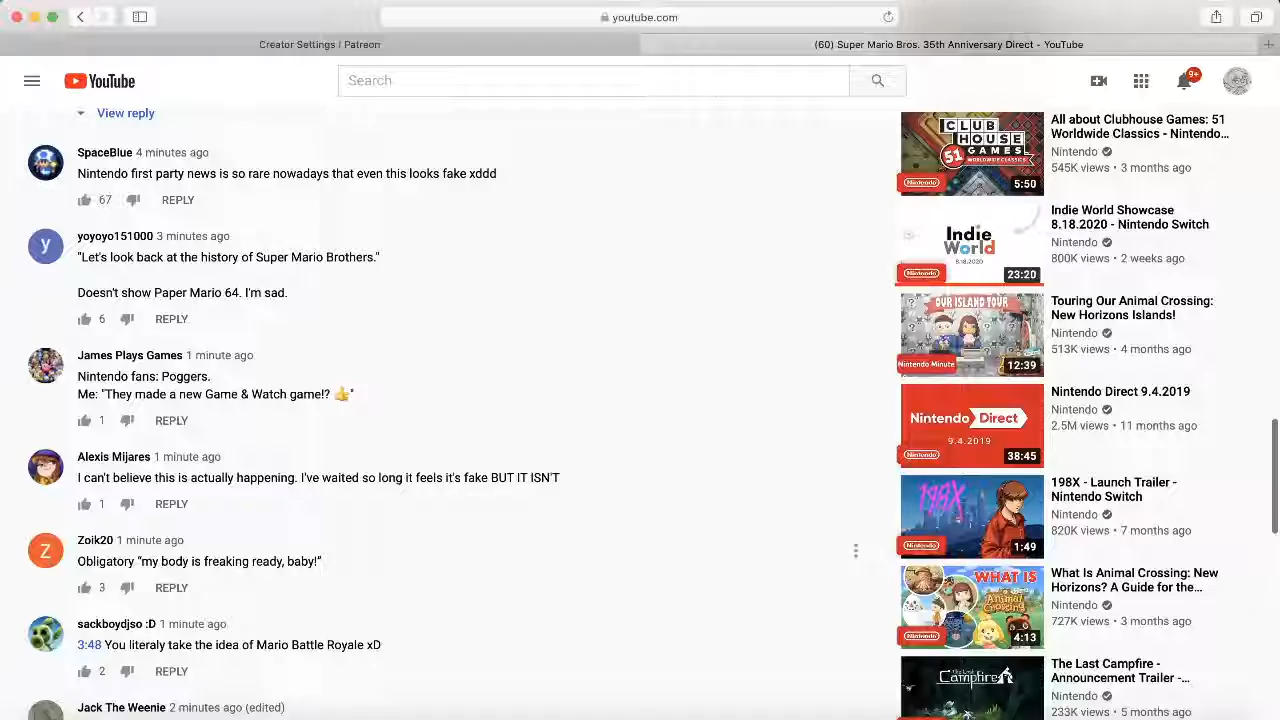 youtube.com
Creator Settings | Patreon
(60) Super Mario Bros. 35th Anniversary Direct - YouTube
YouTube
Search
9+
View reply
SpaceBlue 4 minutes ago
Nintendo first party news is so rare nowadays that even this looks fake xddd
67 REPLY
y
yoyoyo151000 3 minutes ago
"Let's look back at the history of Super Mario Brothers."
Doesn't show Paper Mario 64. I'm sad.
6 REPLY
James Plays Games 1 minute ago
Nintendo fans: Poggers.
Me: "They made a new Game & Watch game!? 👍"
1 REPLY
Alexis Mijares 1 minute ago
I can't believe this is actually happening. I've waited so long it feels it's fake BUT IT ISN'T
1 REPLY
Z
Zoik20 1 minute ago
Obligatory "my body is freaking ready, baby!"
3 REPLY
sackboydjso :D 1 minute ago
3:48 You literaly take the idea of Mario Battle Royale xD
2 REPLY
Jack The Weenie 2 minutes ago (edited)
CLUB
HOUSE
GAMES
51 WORLDWIDE CLASSICS
Nintendo
5:50
All about Clubhouse Games: 51
Worldwide Classics - Nintendo...
Nintendo
545K views • 3 months ago
Indie
World
8.18.2020
Nintendo
23:20
Indie World Showcase
8.18.2020 - Nintendo Switch
Nintendo
800K views • 2 weeks ago
OUR ISLAND TOUR
Nintendo Minute
12:39
Touring Our Animal Crossing:
New Horizons Islands!
Nintendo
513K views • 4 months ago
Nintendo Direct
9.4.2019
Nintendo
38:45
Nintendo Direct 9.4.2019
Nintendo
2.5M views • 11 months ago
198X
Nintendo
1:49
198X - Launch Trailer -
Nintendo Switch
Nintendo
820K views • 7 months ago
WHAT IS
Animal
Crossing
Nintendo
4:13
What Is Animal Crossing: New
Horizons? A Guide for the...
Nintendo
727K views • 3 months ago
The Last
Campfire
The Last Campfire -
Announcement Trailer -...
Nintendo
233K views • 5 months ago